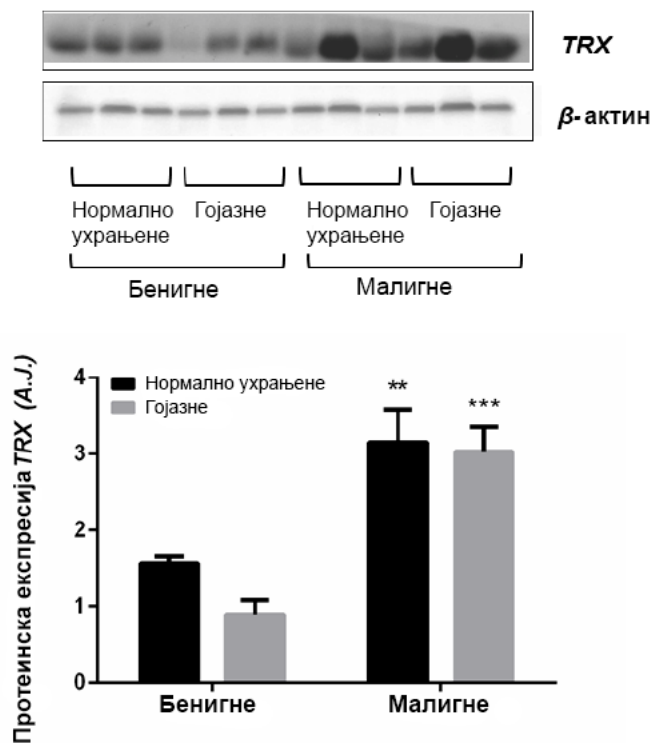 TRX
β-актин
Нормално
ухрањене
Гојазне
Нормално
ухрањене
Гојазне
Бенигне
Малигне
Протеинска експресија TRX (A.J.)
4
3
2
1
0
Нормално ухрањене
Гојазне
**
***
Бенигне
Малигне